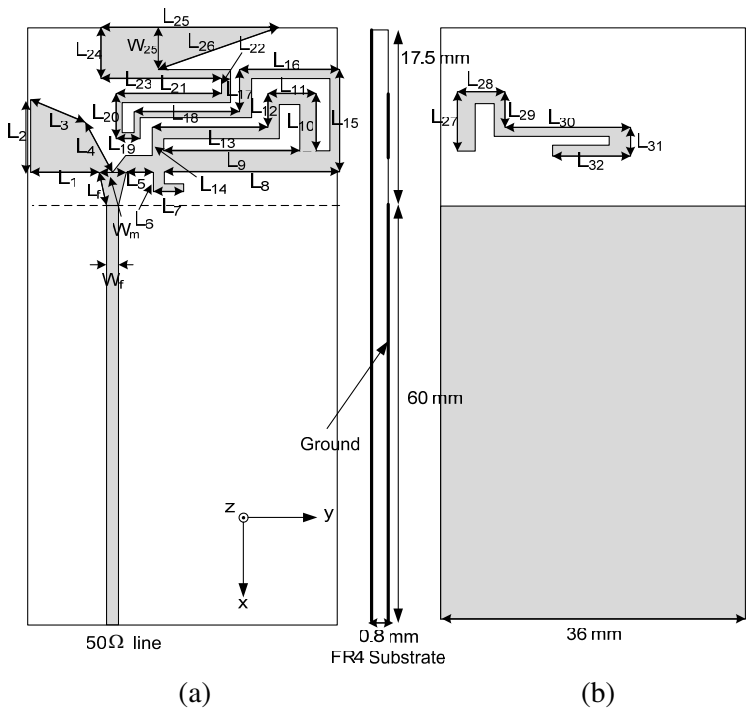 L25
L24
W25
L26
L22
L23
L21
L16
L17
L20
L18
L19
L12
L11
L10
L15
L13
L9
L14
L8
L2
L3
L4
L1
Lf
L5
L6
L7
Wm
Wf
17.5 mm
60 mm
Ground
z
y
x
50Ω line
0.8 mm
FR4 Substrate
L28
L27
L29
L30
L31
L32
36 mm
(a)
(b)